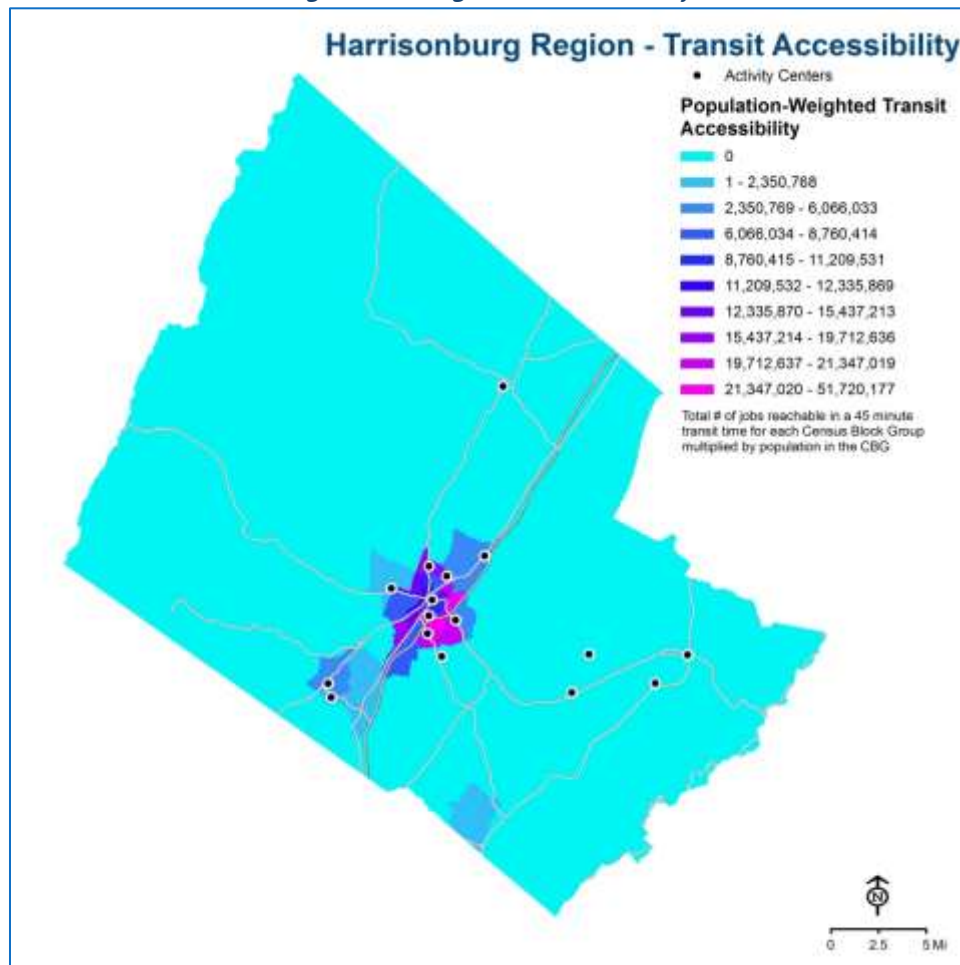 Harrisonburg Region - Transit Accessibility
Activity Centers
Population-Weighted Transit
Accessibility
0
1 - 2,350,768
2,350,769 - 6,066,033
6,066,034 - 8,760,414
8,760,415 - 11,209,531
11,209,532 - 12,335,869
12,335,870 - 15,437,213
15,437,214 - 19,712,636
19,712,637 - 21,347,019
21,347,020 - 51,720,177
Total # of jobs reachable in a 45 minute
transit time for each Census Block Group
multiplied by population in the CBG
N
0 2.5 5 Mi